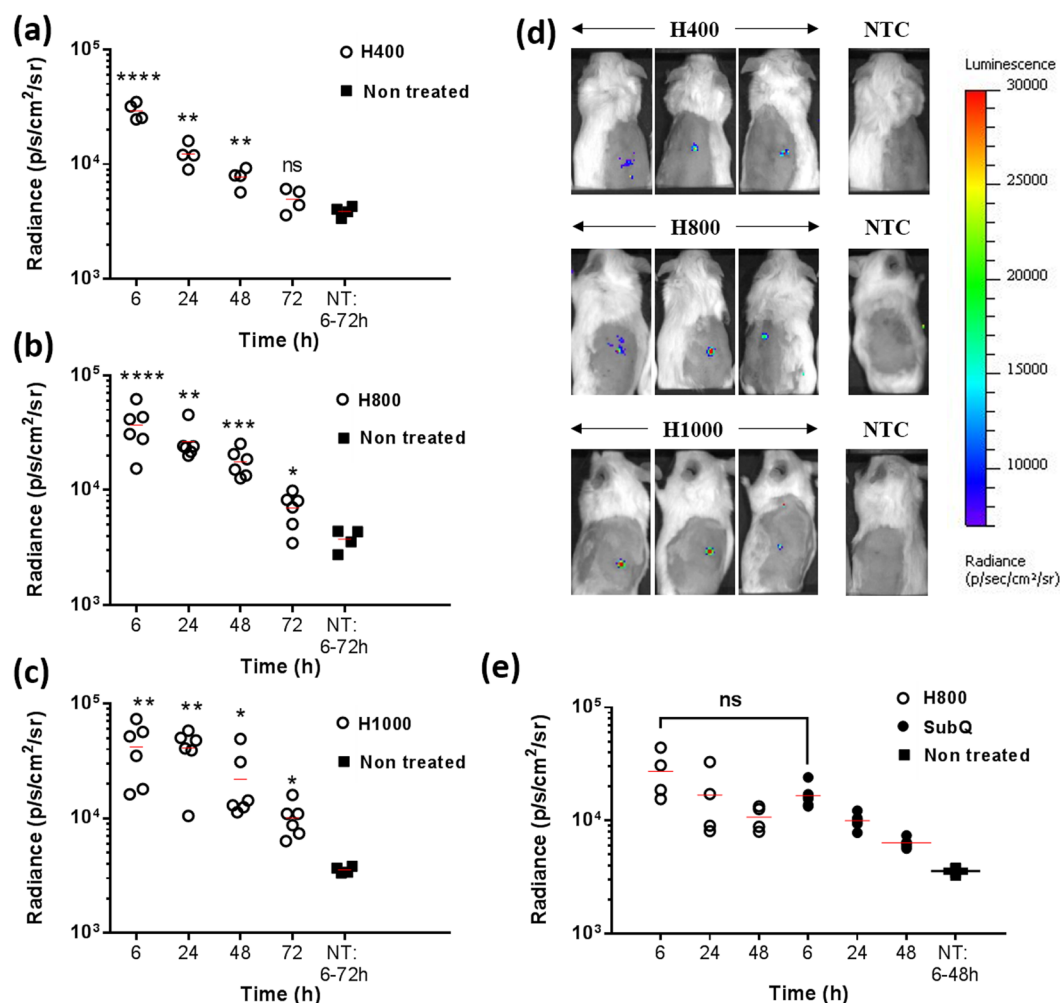 (a)
10⁵
10⁴
10³
Radiance (p/s/cm²/sr)
****
**
**
ns
H400
Non treated
6 24 48 72 NT:
6-72h
Time (h)
(b)
10⁵
10⁴
10³
Radiance (p/s/cm²/sr)
****
**
***
*
H800
Non treated
6 24 48 72 NT:
6-72h
Time (h)
(c)
10⁵
10⁴
10³
Radiance (p/s/cm²/sr)
**
**
*
*
H1000
Non treated
6 24 48 72 NT:
6-72h
Time (h)
(d)
H400 NTC
H800 NTC
H1000 NTC
Luminescence
30000
25000
20000
15000
10000
Radiance
(p/sec/cm²/sr)
(e)
10⁵
10⁴
10³
Radiance (p/s/cm²/sr)
ns
H800
SubQ
Non treated
6 24 48 6 24 48 NT:
6-48h
Time (h)